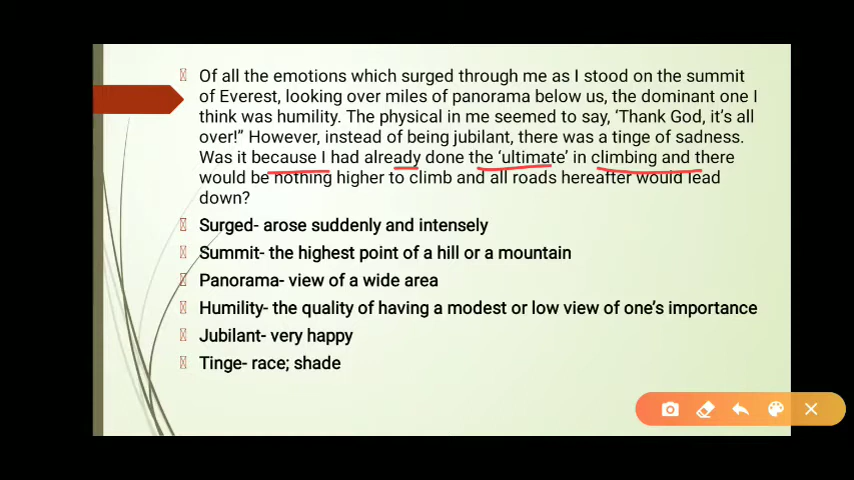 Of all the emotions which surged through me as I stood on the summit
of Everest, looking over miles of panorama below us, the dominant one I
think was humility. The physical in me seemed to say, ‘Thank God, it’s all
over!” However, instead of being jubilant, there was a tinge of sadness.
Was it because I had already done the ‘ultimate’ in climbing and there
would be nothing higher to climb and all roads hereafter would lead
down?
Surged- arose suddenly and intensely
Summit- the highest point of a hill or a mountain
Panorama- view of a wide area
Humility- the quality of having a modest or low view of one’s importance
Jubilant- very happy
Tinge- race; shade